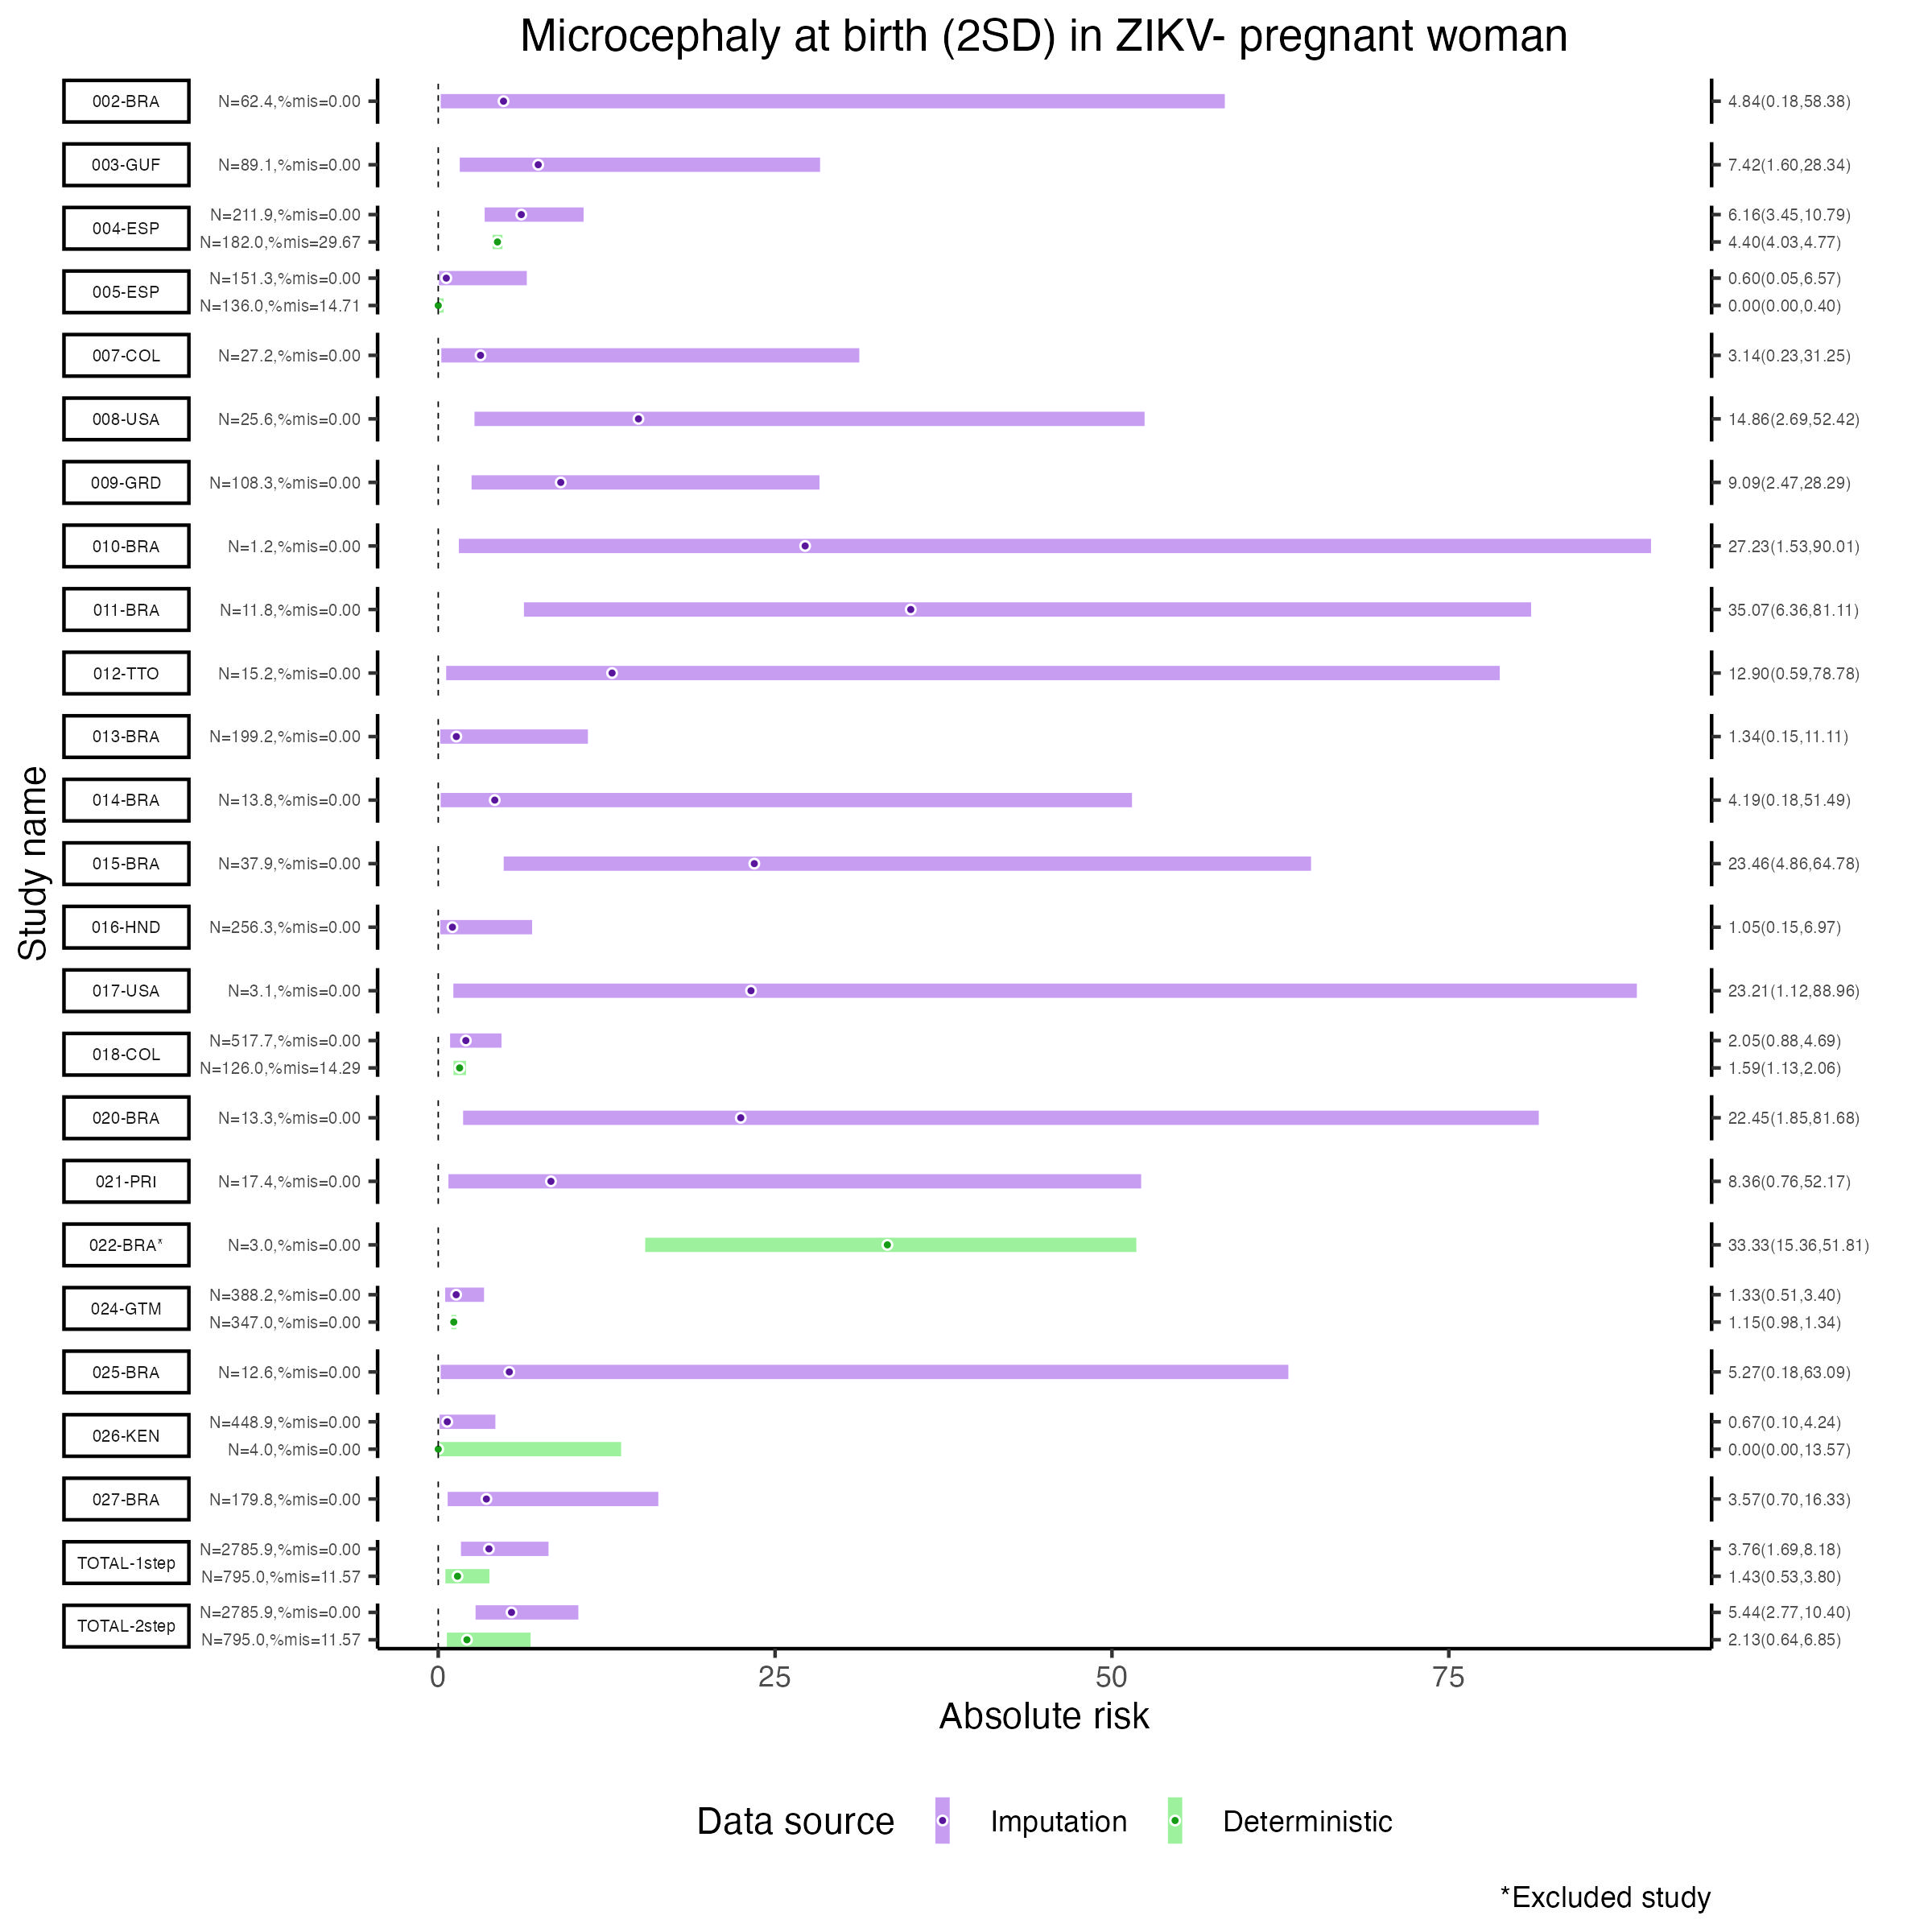 Microcephaly at birth (2SD) in ZIKV- pregnant woman
Study name
002-BRA N=62.4,%mis=0.00 4.84(0.18,58.38)
003-GUF N=89.1,%mis=0.00 7.42(1.60,28.34)
004-ESP
N=211.9,%mis=0.00 6.16(3.45,10.79)
N=182.0,%mis=29.67 4.40(4.03,4.77)
005-ESP
N=151.3,%mis=0.00 0.60(0.05,6.57)
N=136.0,%mis=14.71 0.00(0.00,0.40)
007-COL N=27.2,%mis=0.00 3.14(0.23,31.25)
008-USA N=25.6,%mis=0.00 14.86(2.69,52.42)
009-GRD N=108.3,%mis=0.00 9.09(2.47,28.29)
010-BRA N=1.2,%mis=0.00 27.23(1.53,90.01)
011-BRA N=11.8,%mis=0.00 35.07(6.36,81.11)
012-TTO N=15.2,%mis=0.00 12.90(0.59,78.78)
013-BRA N=199.2,%mis=0.00 1.34(0.15,11.11)
014-BRA N=13.8,%mis=0.00 4.19(0.18,51.49)
015-BRA N=37.9,%mis=0.00 23.46(4.86,64.78)
016-HND N=256.3,%mis=0.00 1.05(0.15,6.97)
017-USA N=3.1,%mis=0.00 23.21(1.12,88.96)
018-COL
N=517.7,%mis=0.00 2.05(0.88,4.69)
N=126.0,%mis=14.29 1.59(1.13,2.06)
020-BRA N=13.3,%mis=0.00 22.45(1.85,81.68)
021-PRI N=17.4,%mis=0.00 8.36(0.76,52.17)
022-BRA* N=3.0,%mis=0.00 33.33(15.36,51.81)
024-GTM
N=388.2,%mis=0.00 1.33(0.51,3.40)
N=347.0,%mis=0.00 1.15(0.98,1.34)
025-BRA N=12.6,%mis=0.00 5.27(0.18,63.09)
026-KEN
N=448.9,%mis=0.00 0.67(0.10,4.24)
N=4.0,%mis=0.00 0.00(0.00,13.57)
027-BRA N=179.8,%mis=0.00 3.57(0.70,16.33)
TOTAL-1step
N=2785.9,%mis=0.00 3.76(1.69,8.18)
N=795.0,%mis=11.57 1.43(0.53,3.80)
TOTAL-2step
N=2785.9,%mis=0.00 5.44(2.77,10.40)
N=795.0,%mis=11.57 2.13(0.64,6.85)
0 25 50 75
Absolute risk
Data source Imputation Deterministic
*Excluded study